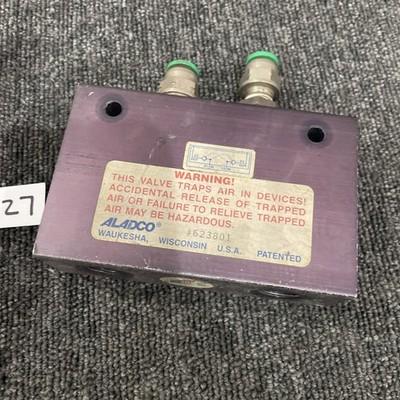 WARNING!
THIS VALVE TRAPS AIR IN DEVICES!
ACCIDENTAL RELEASE OF TRAPPED
AIR OR FAILURE TO RELIEVE TRAPPED
AIR MAY BE HAZARDOUS.
ALADCO® #623801
WAUKESHA, WISCONSIN U.S.A. PATENTED
27